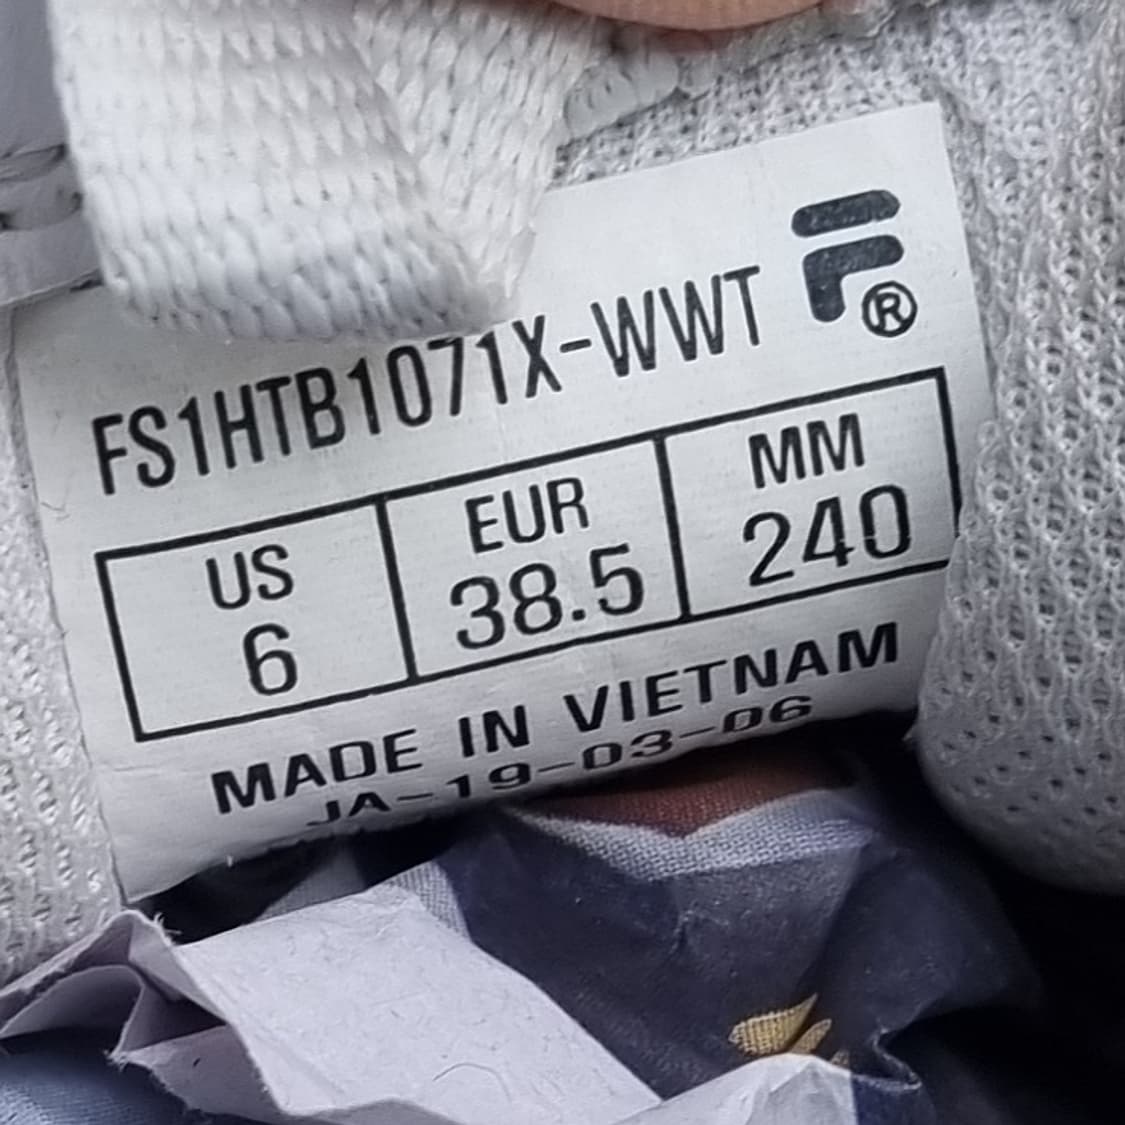 FS1HTB1071X-WWT F®
US EUR MM
6 38.5 240
MADE IN VIETNAM
JA-19-03-06